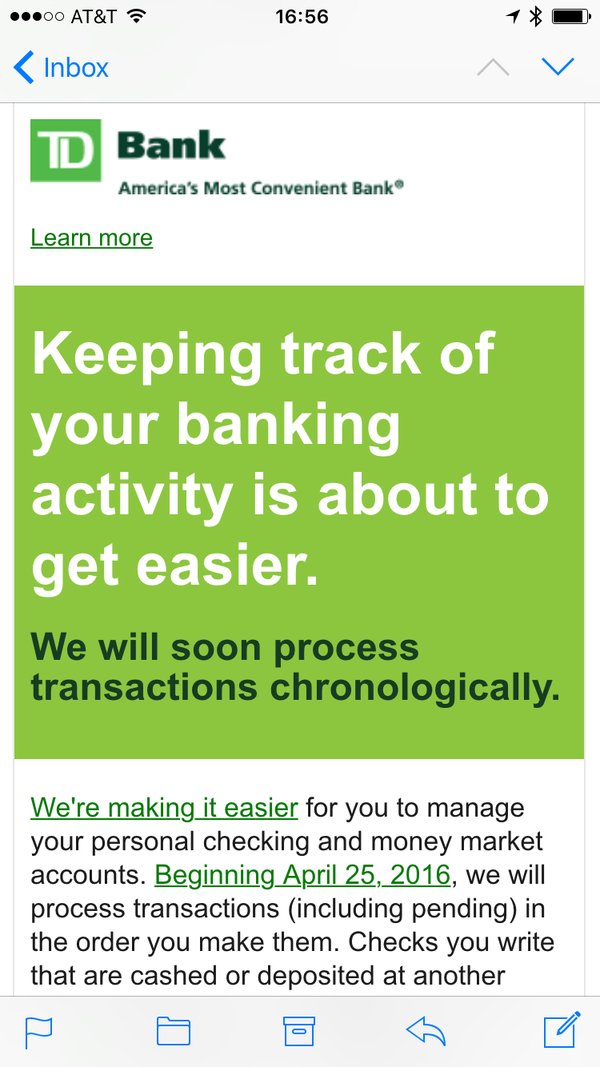 AT&T 16:56
Inbox
TD Bank
America's Most Convenient Bank®
Learn more
Keeping track of
your banking
activity is about to
get easier.
We will soon process
transactions chronologically.
We're making it easier for you to manage
your personal checking and money market
accounts. Beginning April 25, 2016, we will
process transactions (including pending) in
the order you make them. Checks you write
that are cashed or deposited at another